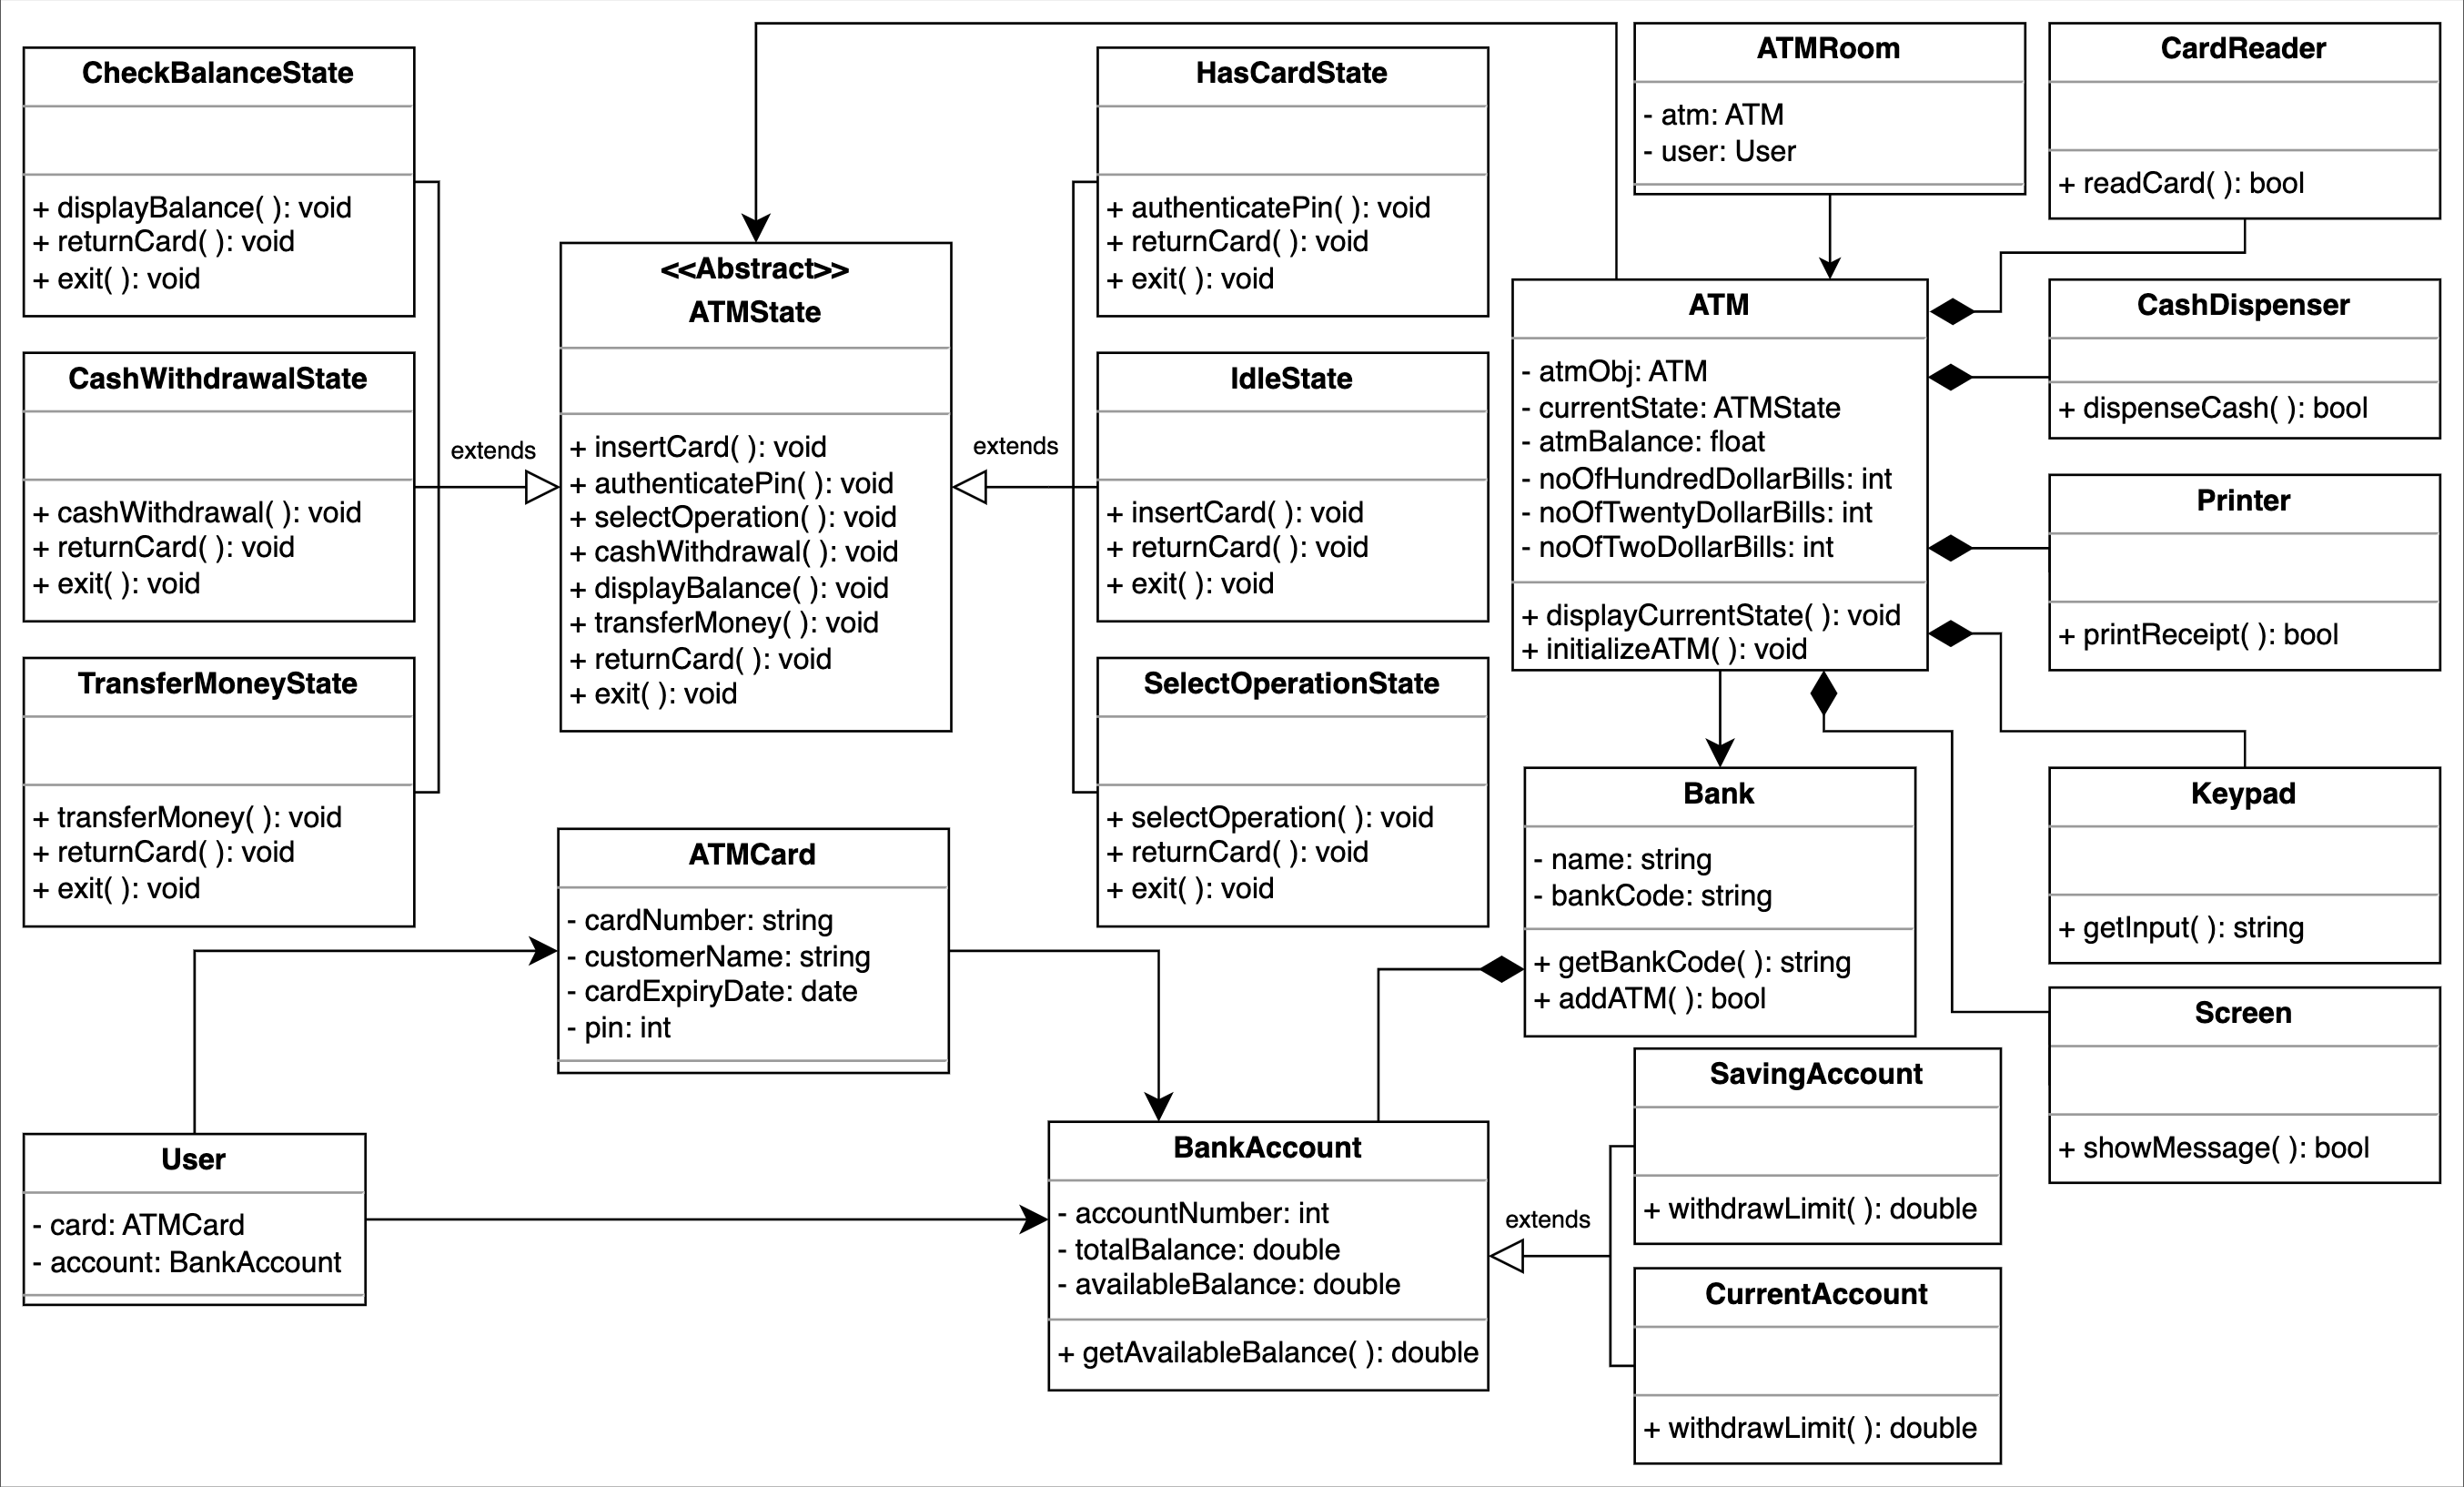 CheckBalanceState
+ displayBalance( ): void
+ returnCard( ): void
+ exit( ): void
CashWithdrawalState
+ cashWithdrawal( ): void
+ returnCard( ): void
+ exit( ): void
TransferMoneyState
+ transferMoney( ): void
+ returnCard( ): void
+ exit( ): void
extends
<<Abstract>>
ATMState
+ insertCard( ): void
+ authenticatePin( ): void
+ selectOperation( ): void
+ cashWithdrawal( ): void
+ displayBalance( ): void
+ transferMoney( ): void
+ returnCard( ): void
+ exit( ): void
extends
HasCardState
+ authenticatePin( ): void
+ returnCard( ): void
+ exit( ): void
IdleState
+ insertCard( ): void
+ returnCard( ): void
+ exit( ): void
SelectOperationState
+ selectOperation( ): void
+ returnCard( ): void
+ exit( ): void
ATMRoom
- atm: ATM
- user: User
ATM
- atmObj: ATM
- currentState: ATMState
- atmBalance: float
- noOfHundredDollarBills: int
- noOfTwentyDollarBills: int
- noOfTwoDollarBills: int
+ displayCurrentState( ): void
+ initializeATM( ): void
CardReader
+ readCard( ): bool
CashDispenser
+ dispenseCash( ): bool
Printer
+ printReceipt( ): bool
Keypad
+ getInput( ): string
Screen
+ showMessage( ): bool
Bank
- name: string
- bankCode: string
+ getBankCode( ): string
+ addATM( ): bool
ATMCard
- cardNumber: string
- customerName: string
- cardExpiryDate: date
- pin: int
User
- card: ATMCard
- account: BankAccount
BankAccount
- accountNumber: int
- totalBalance: double
- availableBalance: double
+ getAvailableBalance( ): double
extends
SavingAccount
+ withdrawLimit( ): double
CurrentAccount
+ withdrawLimit( ): double